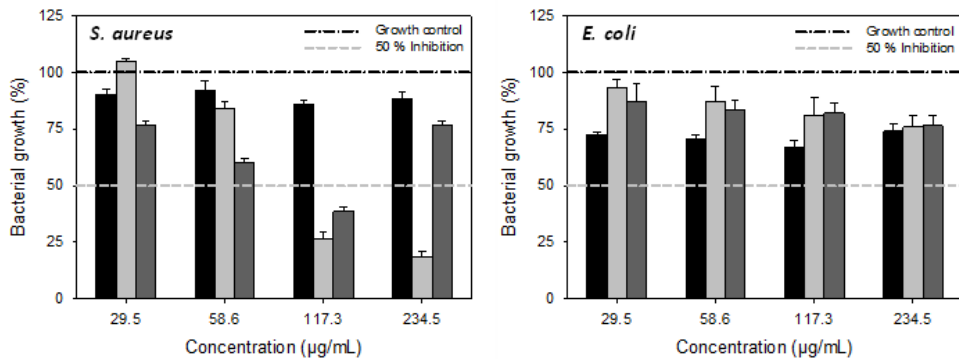 S. aureus
Growth control
50 % Inhibition
Bacterial growth (%)
125
100
75
50
25
0
29.5 58.6 117.3 234.5
Concentration (µg/mL)
E. coli
Growth control
50 % Inhibition
Bacterial growth (%)
125
100
75
50
25
0
29.5 58.6 117.3 234.5
Concentration (µg/mL)